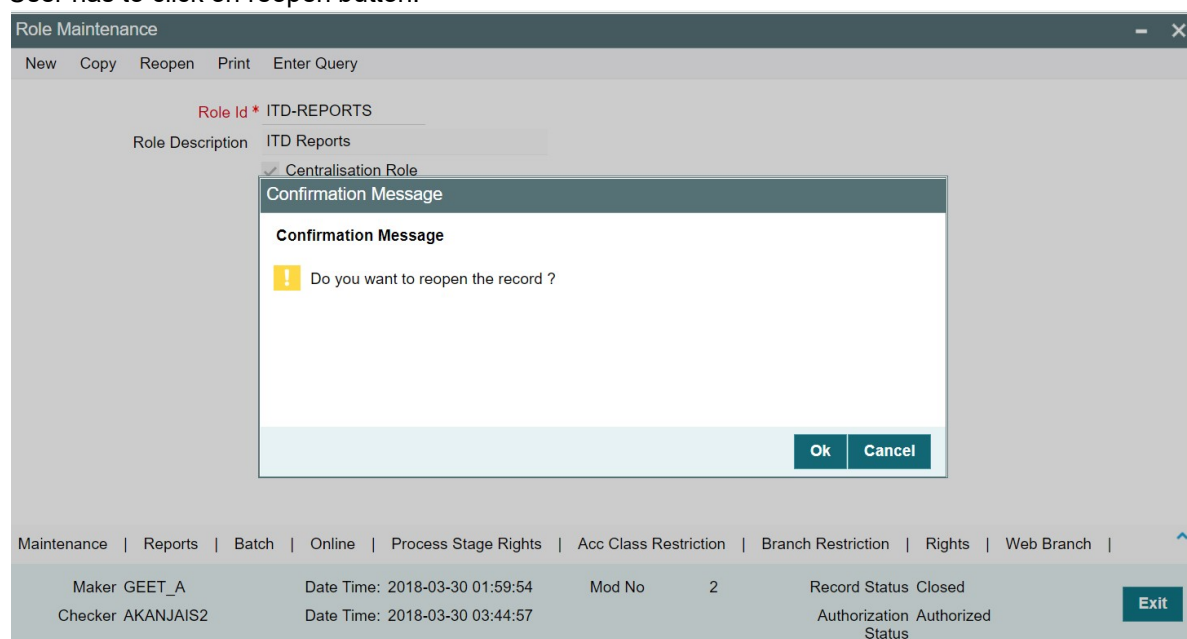 User has to click on reopen button.
Role Maintenance
New Copy Reopen Print Enter Query
Role Id * ITD-REPORTS
Role Description ITD Reports
Centralisation Role
Confirmation Message
Confirmation Message
! Do you want to reopen the record ?
Ok Cancel
Maintenance | Reports | Batch | Online | Process Stage Rights | Acc Class Restriction | Branch Restriction | Rights | Web Branch |
Maker GEET_A Date Time: 2018-03-30 01:59:54 Mod No 2 Record Status Closed
Checker AKANJAIS2 Date Time: 2018-03-30 03:44:57 Authorization Status Authorized
Exit